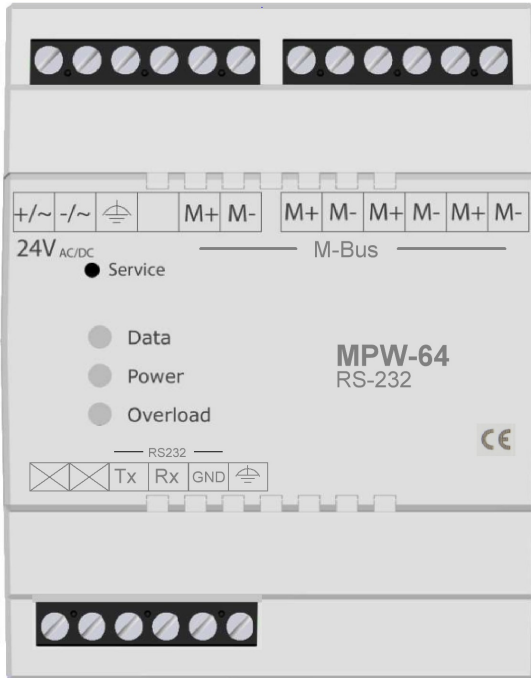 +/~ -/~ M+ M- M+ M- M+ M- M+ M-
24V AC/DC M-Bus
Service
Data
Power
Overload
MPW-64
RS-232
CE
RS232
Tx Rx GND